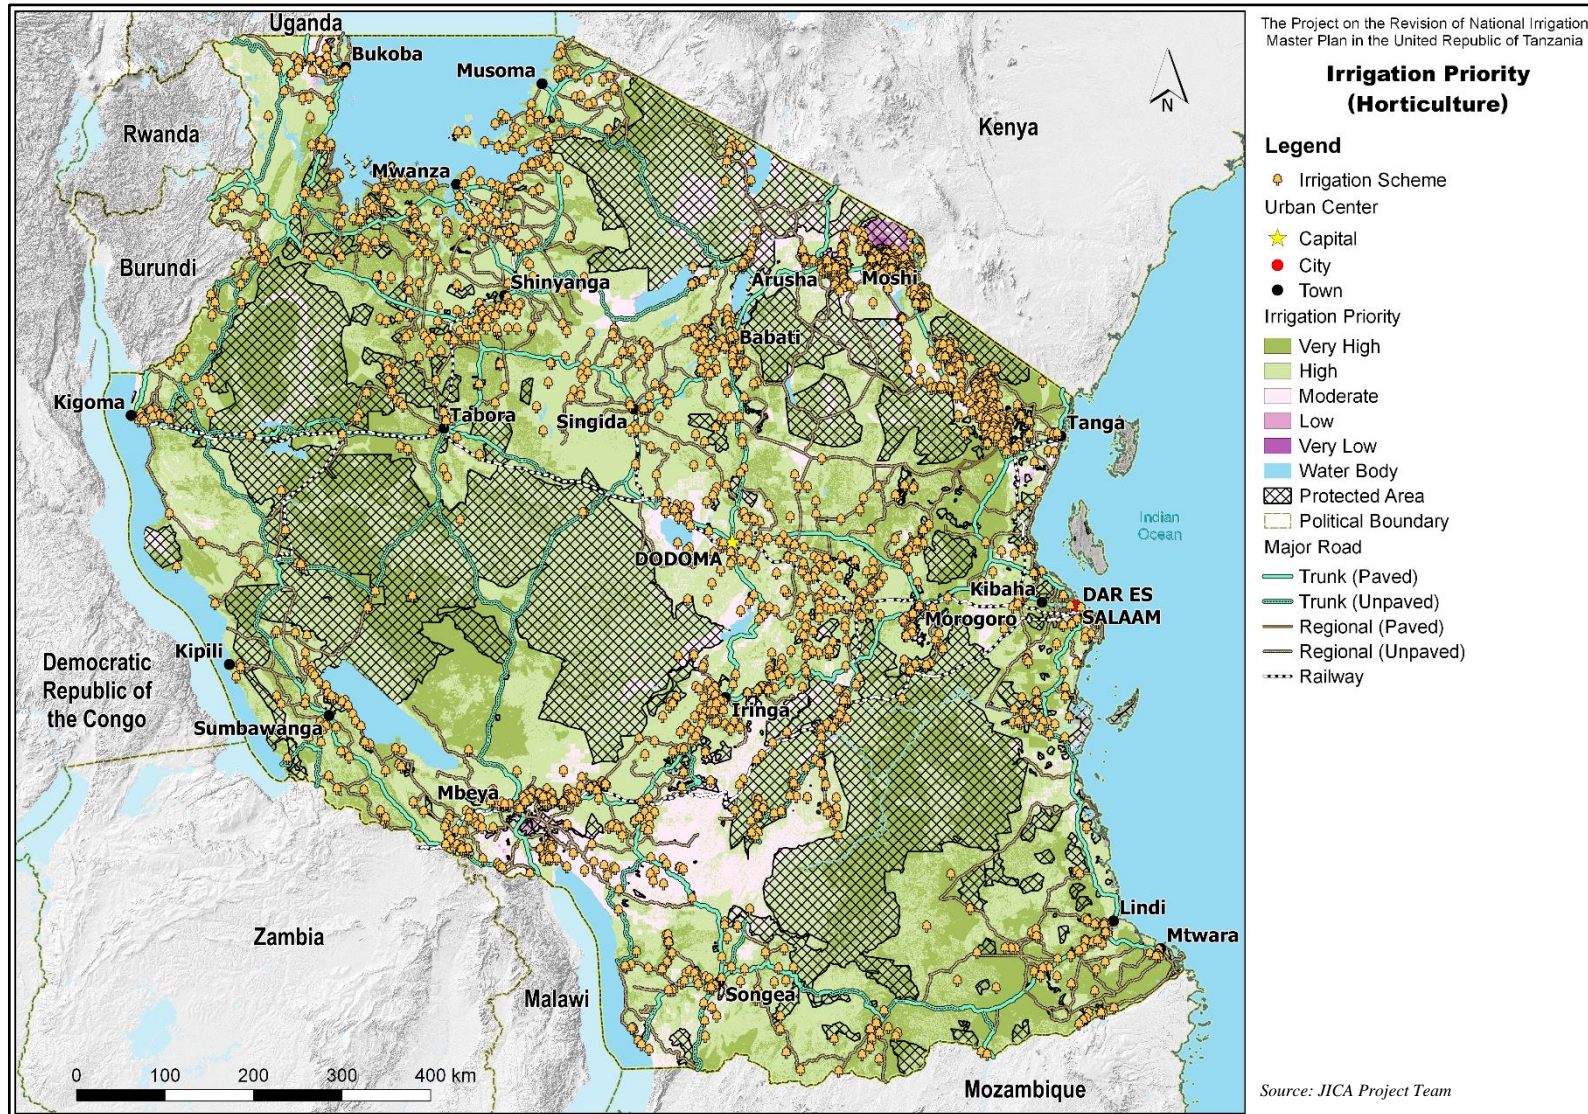 The Project on the Revision of National Irrigation
Master Plan in the United Republic of Tanzania
Irrigation Priority
(Horticulture)
Legend
Irrigation Scheme
Urban Center
Capital
City
Town
Irrigation Priority
Very High
High
Moderate
Low
Very Low
Water Body
Protected Area
Political Boundary
Major Road
Trunk (Paved)
Trunk (Unpaved)
Regional (Paved)
Regional (Unpaved)
Railway
Source: JICA Project Team
Uganda
Bukoba
Musoma
N
Rwanda
Kenya
Mwanza
Burundi
Shinyanga
Arusha
Moshi
Babati
Kigoma
Tabora
Singida
Tanga
Indian
Ocean
DODOMA
Kibaha
DAR ES
SALAAM
Morogoro
Kipili
Democratic
Republic of
the Congo
Sumbawanga
Iringa
Mbeya
Lindi
Mtwara
Zambia
Malawi
Songea
Mozambique
0 100 200 300 400 km